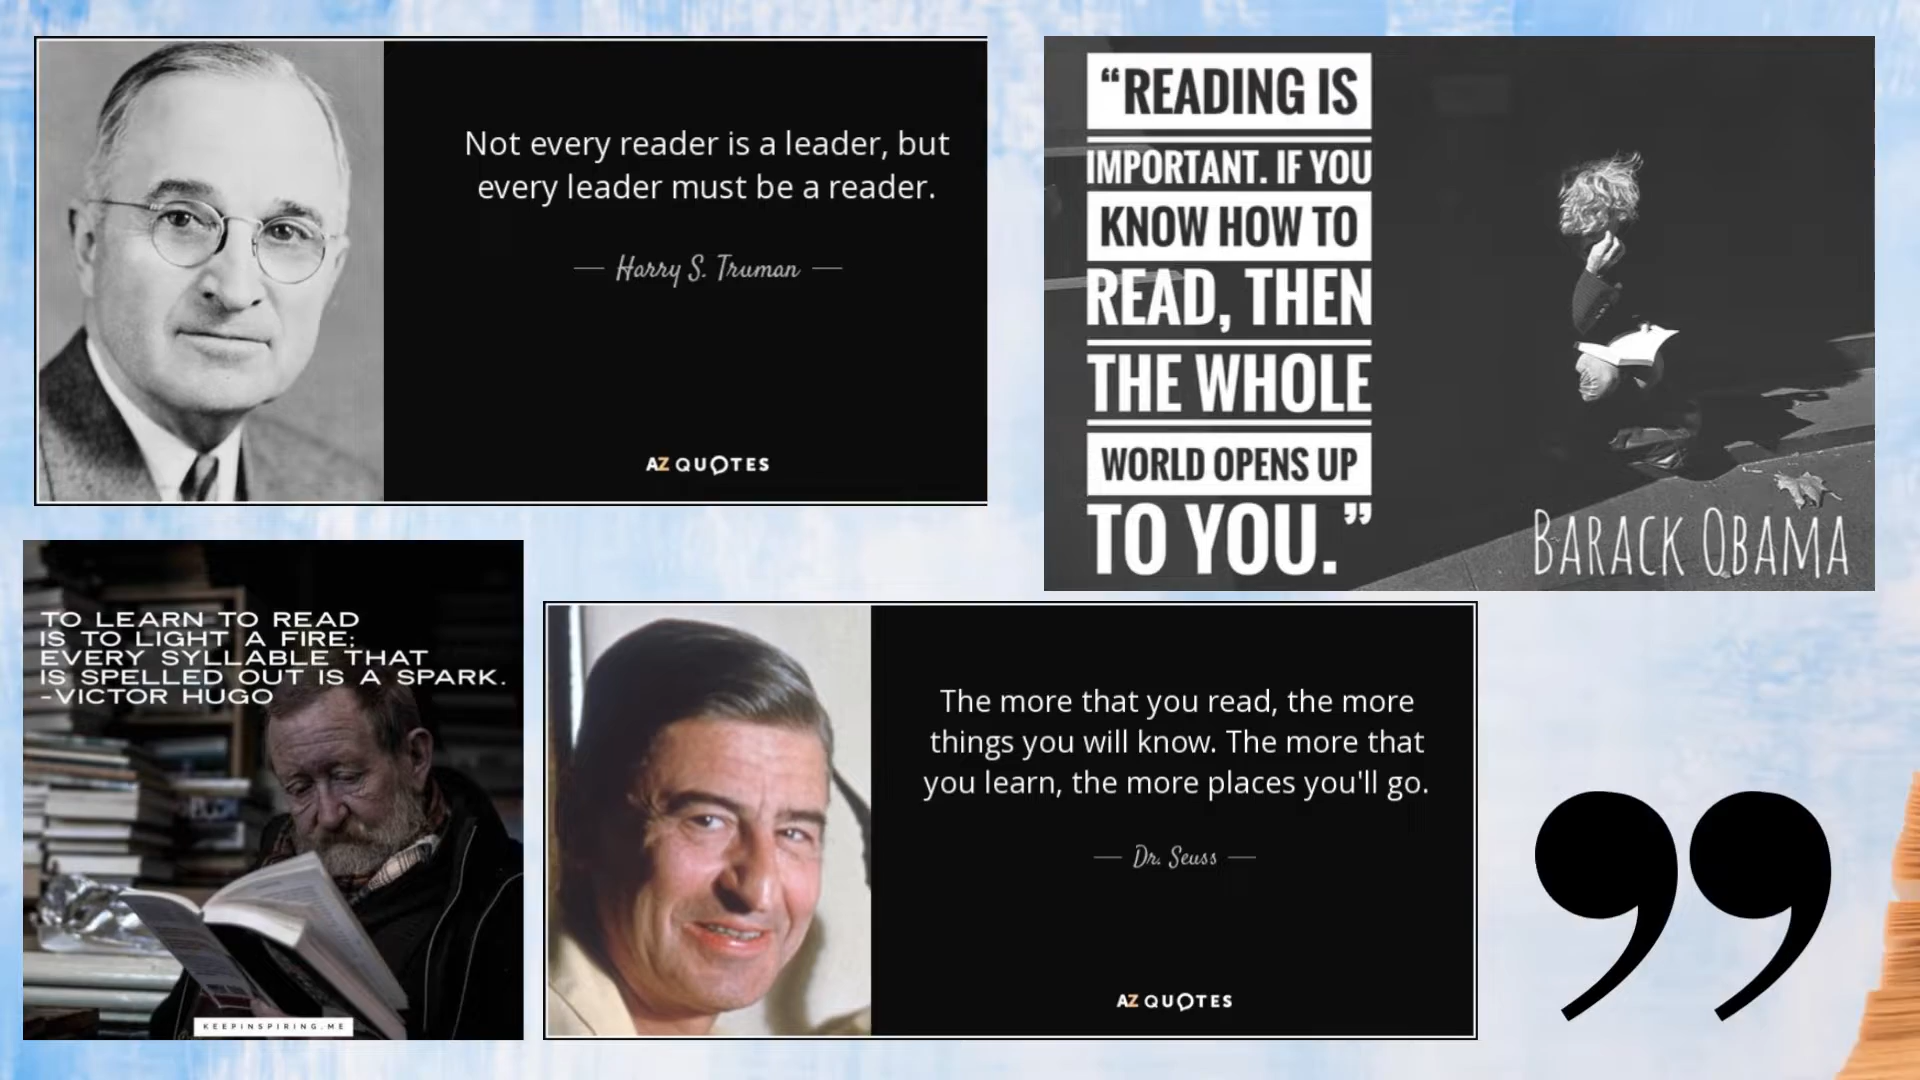 Not every reader is a leader, but
every leader must be a reader.
— Harry S. Truman —
AZ QUOTES
“READING IS
IMPORTANT. IF YOU
KNOW HOW TO
READ, THEN
THE WHOLE
WORLD OPENS UP
TO YOU.”
BARACK OBAMA
TO LEARN TO READ
IS TO LIGHT A FIRE;
EVERY SYLLABLE THAT
IS SPELLED OUT IS A SPARK.
-VICTOR HUGO
KEEPINSPIRING.ME
The more that you read, the more
things you will know. The more that
you learn, the more places you'll go.
— Dr. Seuss —
AZ QUOTES
”